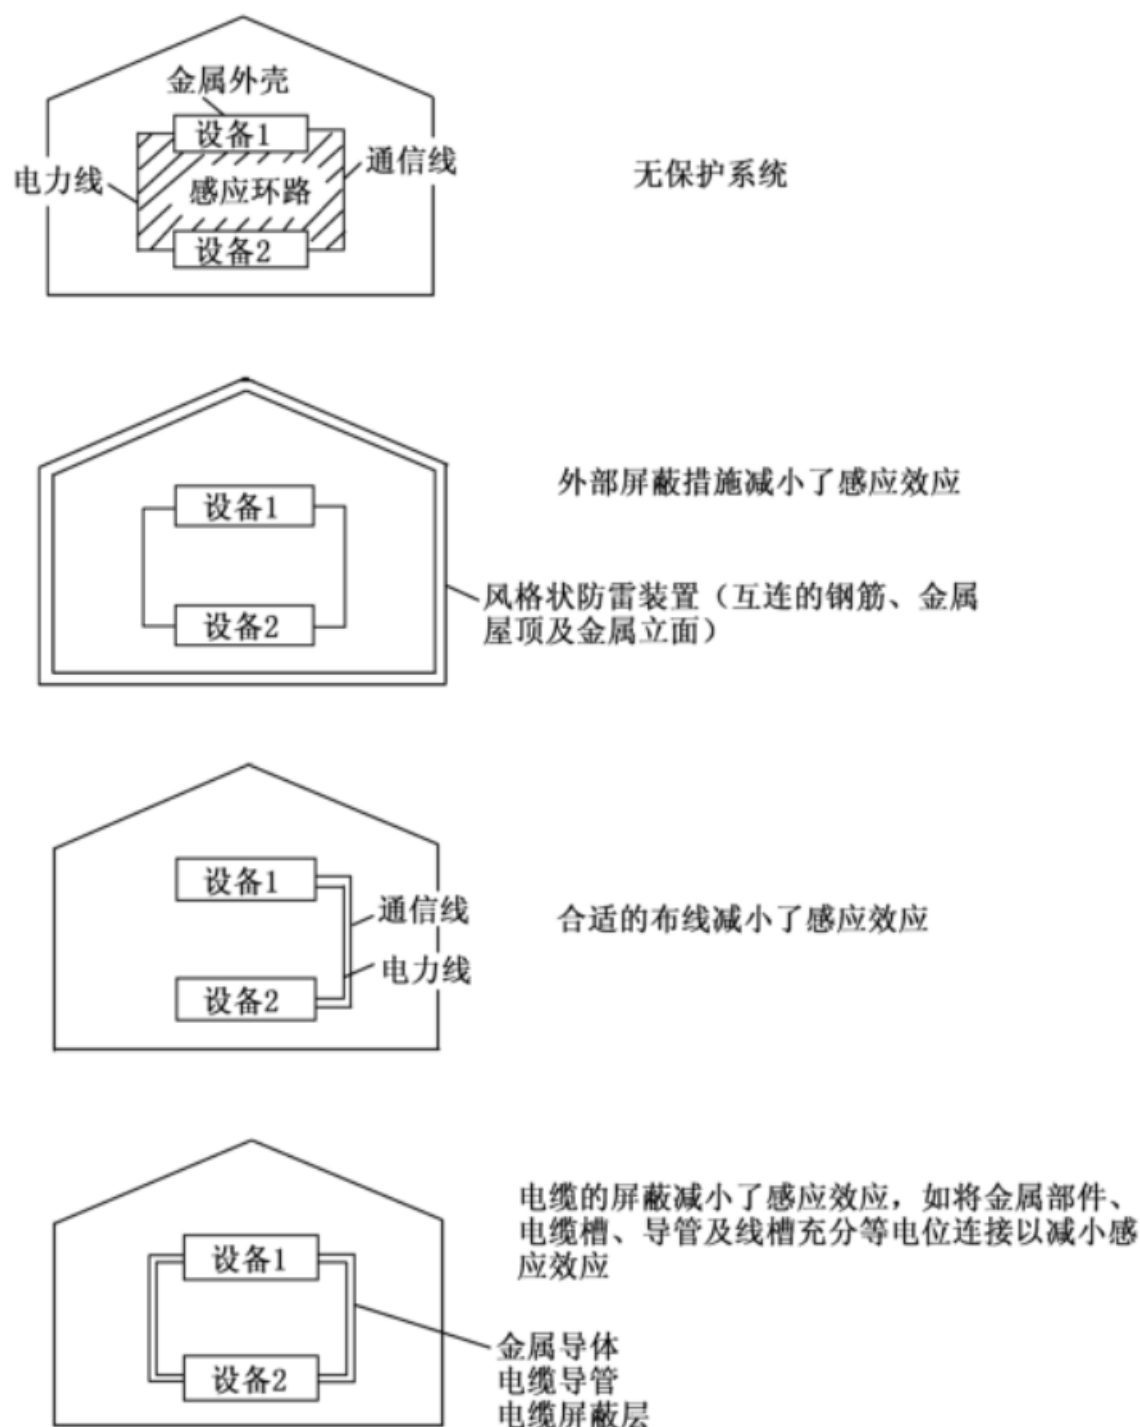 金属外壳
设备1
电力线
通信线
感应环路
设备2
无保护系统
设备1
设备2
外部屏蔽措施减小了感应效应
风格状防雷装置（互连的钢筋、金属
屋顶及金属立面）
设备1
通信线
电力线
设备2
合适的布线减小了感应效应
设备1
设备2
电缆的屏蔽减小了感应效应，如将金属部件、
电缆槽、导管及线槽充分等电位连接以减小感
应效应
金属导体
电缆导管
电缆屏蔽层